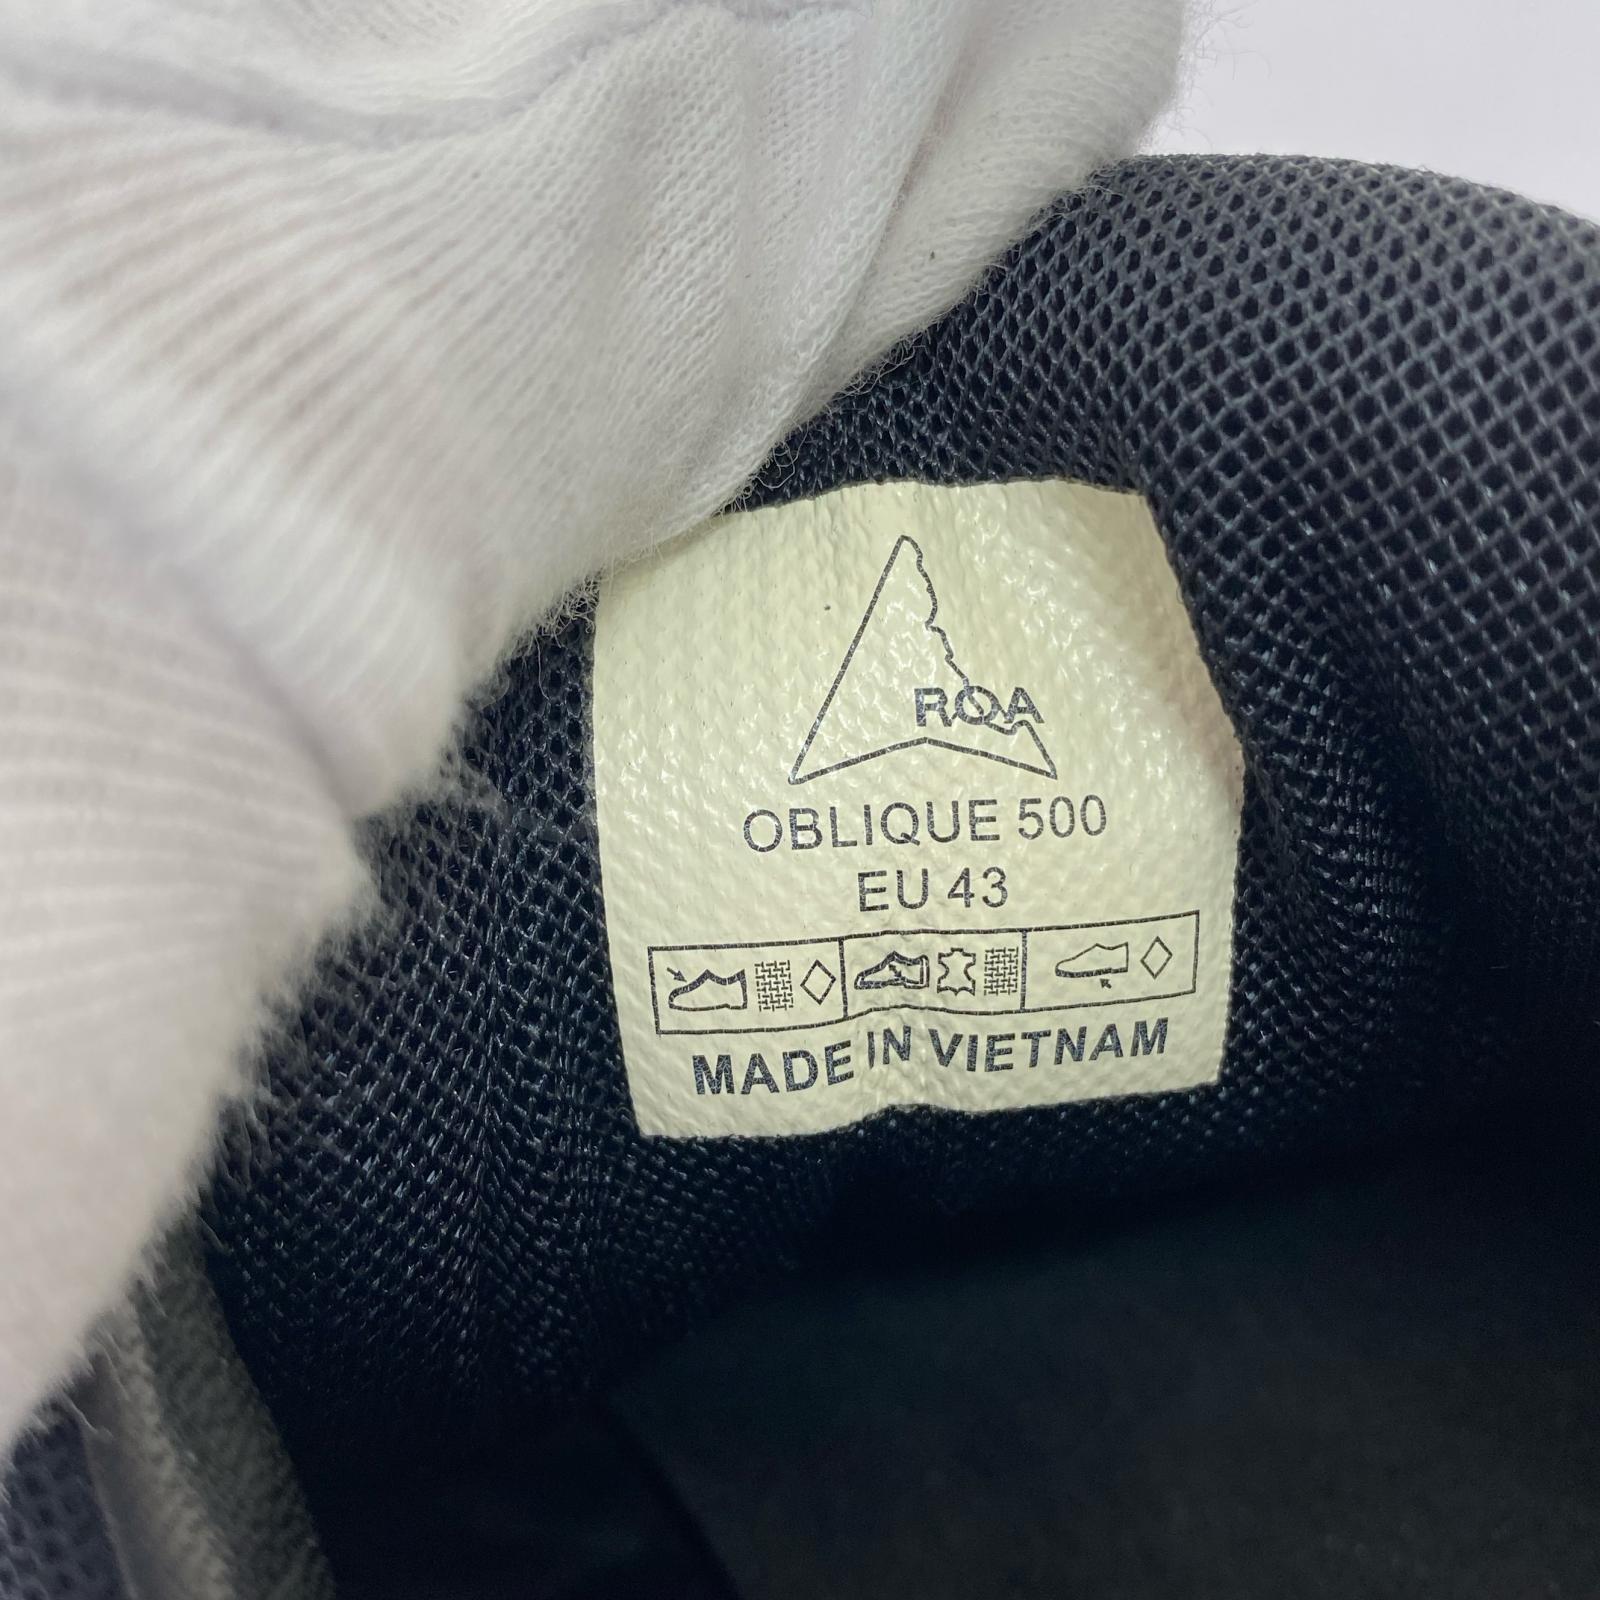 ROA
OBLIQUE 500
EU 43
MADE IN VIETNAM